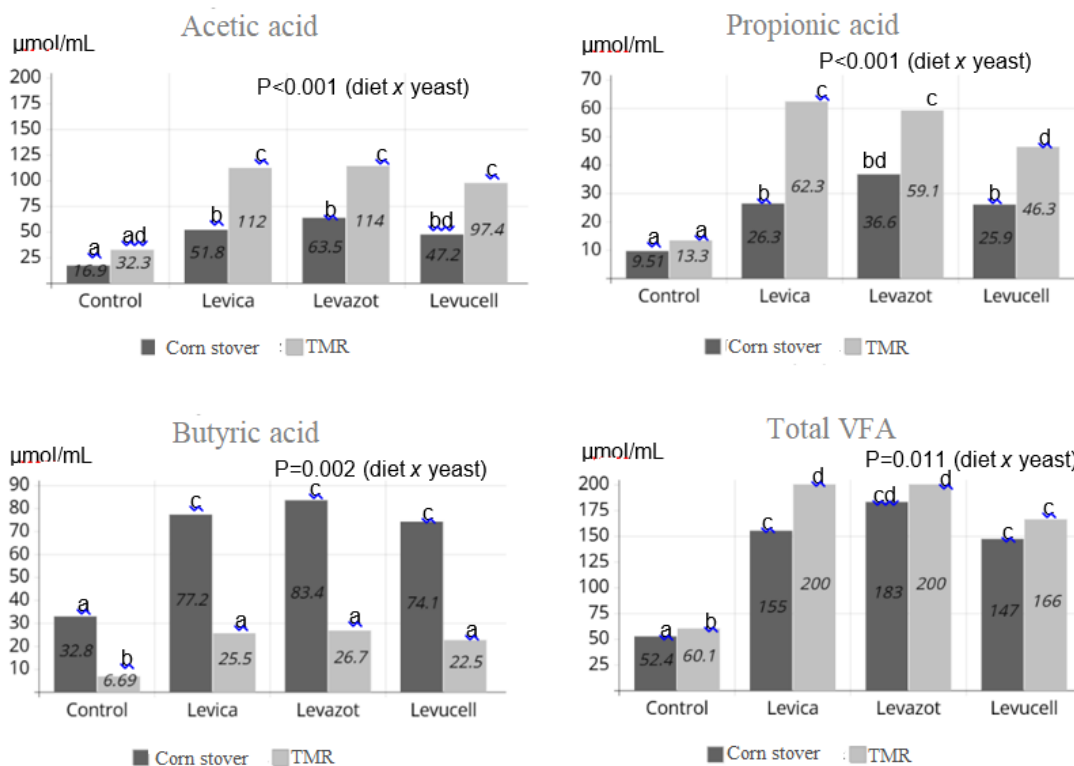 Acetic acid
µmol/mL
P<0.001 (diet x yeast)
200
175
150
125
100
75
50
25
a
ad
b
c
b
c
bd
c
16.9
32.3
51.8
112
63.5
114
47.2
97.4
Control Levica Levazot Levucell
Corn stover : TMR
Propionic acid
µmol/mL
P<0.001 (diet x yeast)
70
60
50
40
30
20
10
a
a
b
c
bd
c
b
d
9.51
13.3
26.3
62.3
36.6
59.1
25.9
46.3
Control Levica Levazot Levucell
Corn stover TMR
Butyric acid
µmol/mL
P=0.002 (diet x yeast)
90
80
70
60
50
40
30
20
10
a
b
c
a
c
a
c
a
32.8
6.69
77.2
25.5
83.4
26.7
74.1
22.5
Control Levica Levazot Levucell
Corn stover TMR
Total VFA
µmol/mL
P=0.011 (diet x yeast)
200
175
150
125
100
75
50
25
a
b
c
d
cd
d
c
c
52.4
60.1
155
200
183
200
147
166
Control Levica Levazot Levucell
Corn stover TMR